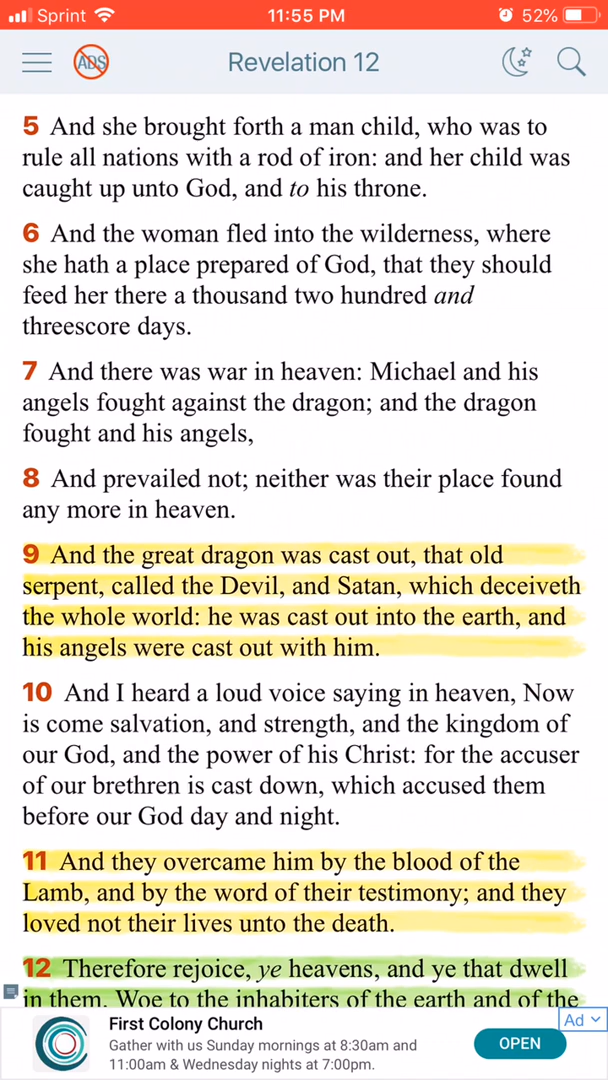 Sprint 11:55 PM 52%
ADS Revelation 12
5 And she brought forth a man child, who was to
rule all nations with a rod of iron: and her child was
caught up unto God, and to his throne.
6 And the woman fled into the wilderness, where
she hath a place prepared of God, that they should
feed her there a thousand two hundred and
threescore days.
7 And there was war in heaven: Michael and his
angels fought against the dragon; and the dragon
fought and his angels,
8 And prevailed not; neither was their place found
any more in heaven.
9 And the great dragon was cast out, that old
serpent, called the Devil, and Satan, which deceiveth
the whole world: he was cast out into the earth, and
his angels were cast out with him.
10 And I heard a loud voice saying in heaven, Now
is come salvation, and strength, and the kingdom of
our God, and the power of his Christ: for the accuser
of our brethren is cast down, which accused them
before our God day and night.
11 And they overcame him by the blood of the
Lamb, and by the word of their testimony; and they
loved not their lives unto the death.
12 Therefore rejoice, ye heavens, and ye that dwell
in them. Woe to the inhabiters of the earth and of the
Ad
First Colony Church
Gather with us Sunday mornings at 8:30am and
11:00am & Wednesday nights at 7:00pm.
OPEN